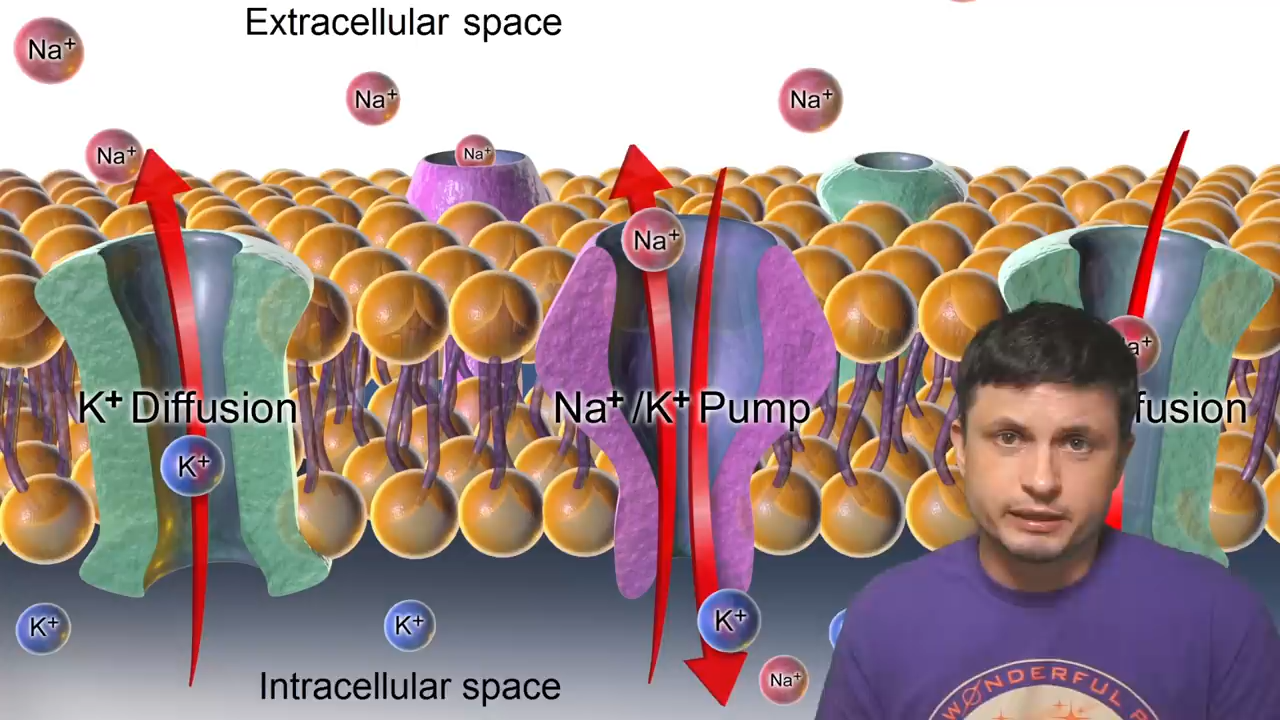 Extracellular space
Na⁺
Na⁺
Na⁺
Na⁺
Na⁺
Na⁺
a⁺
K⁺ Diffusion
Na⁺/K⁺ Pump
fusion
K⁺
K⁺
K⁺
K⁺
Intracellular space
Na⁺
WONDERFUL P